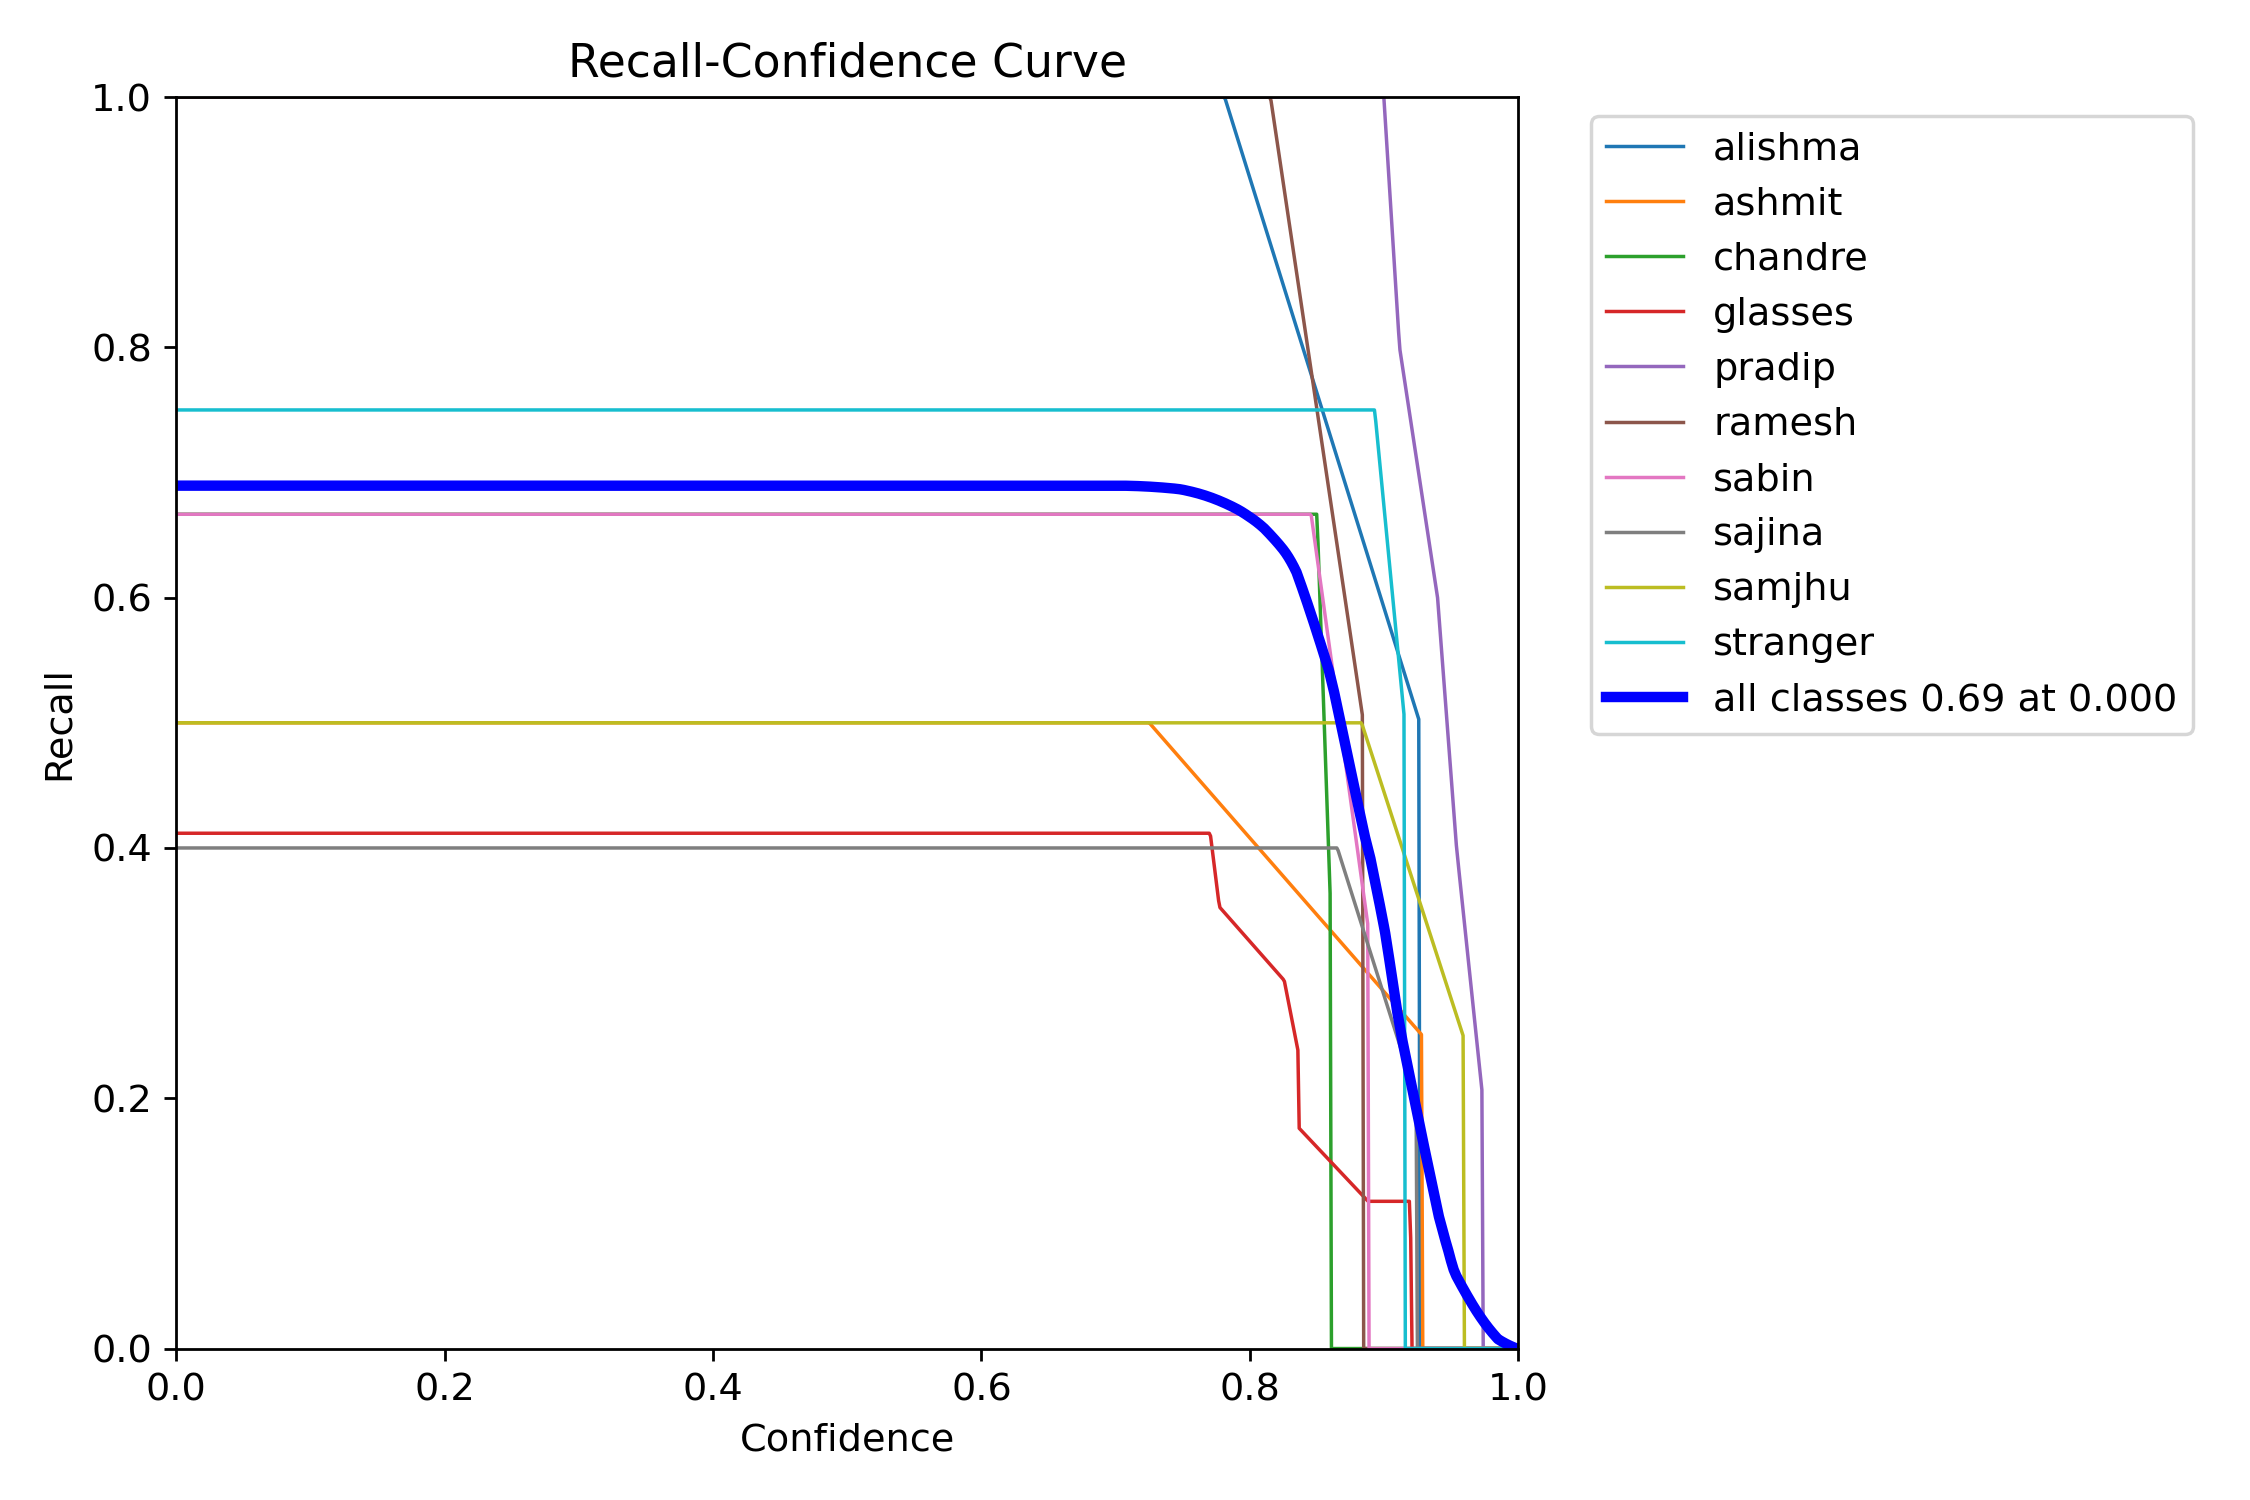 Recall-Confidence Curve
1.0
0.8
0.6
0.4
0.2
0.0
Recall
0.0 0.2 0.4 0.6 0.8 1.0
Confidence
alishma
ashmit
chandre
glasses
pradip
ramesh
sabin
sajina
samjhu
stranger
all classes 0.69 at 0.000